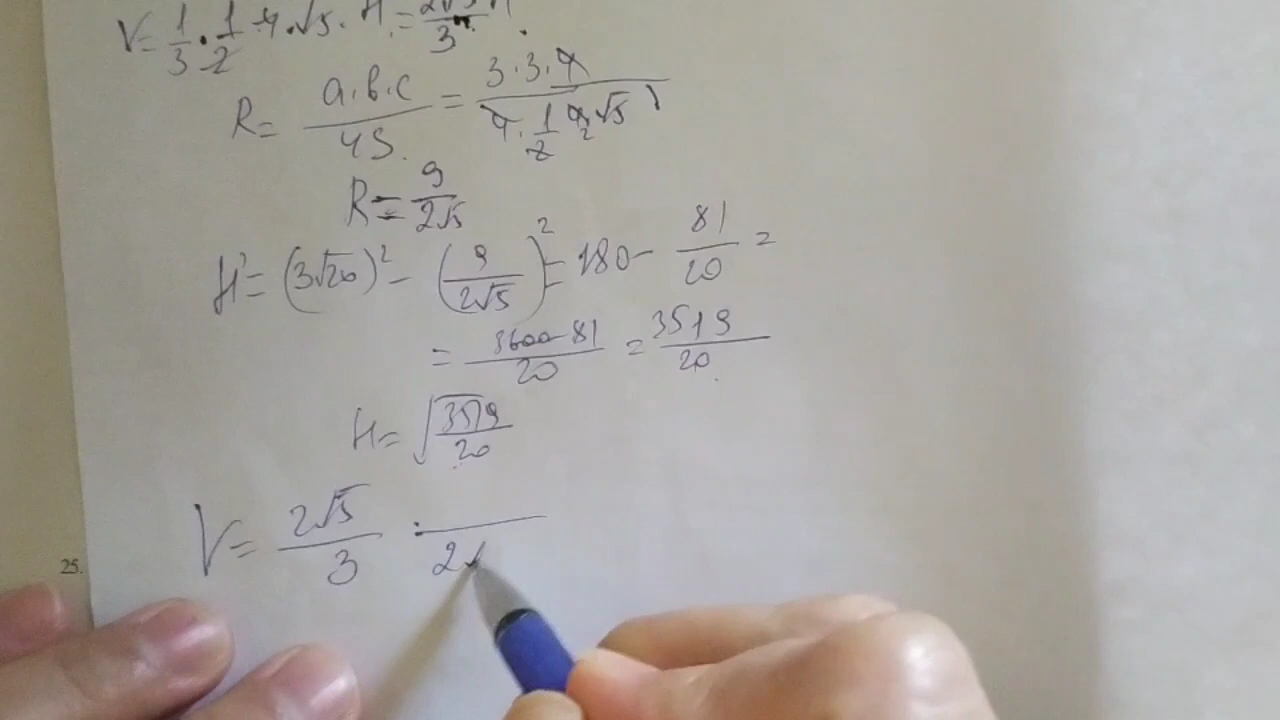 V = 1/3 · 1/2 · 4 · √5 · H = 2√5/3 H.
R = a·b·c/4S = 3·3·4/4·1/2·4·√5
R = 9/2√5
H² = (3√20)² - (9/2√5)² = 180 - 81/20 =
= 3600-81/20 = 3519/20
H = √3519/20
V = 2√5/3 · /2√
25.